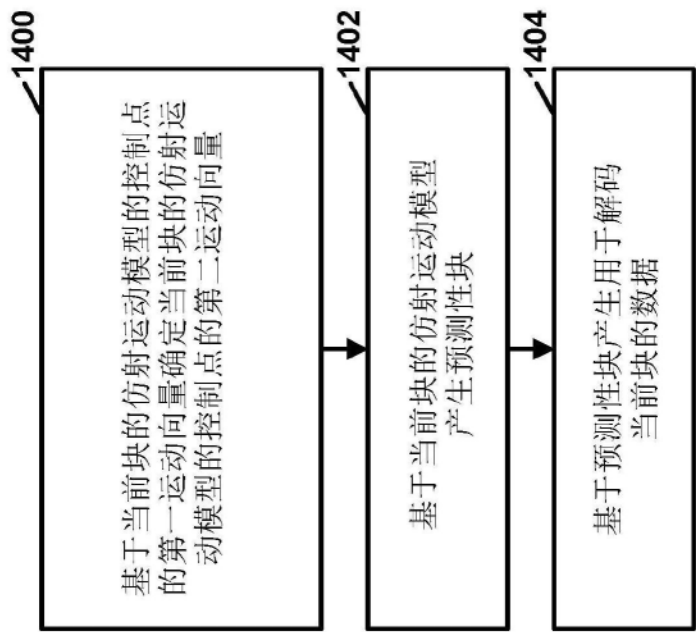 1400
基于当前块的仿射运动模型的控制点
的第一运动向量确定当前块的仿射运
动模型的控制点的第二运动向量
1402
基于当前块的仿射运动模型
产生预测性块
1404
基于预测性块产生用于解码
当前块的数据